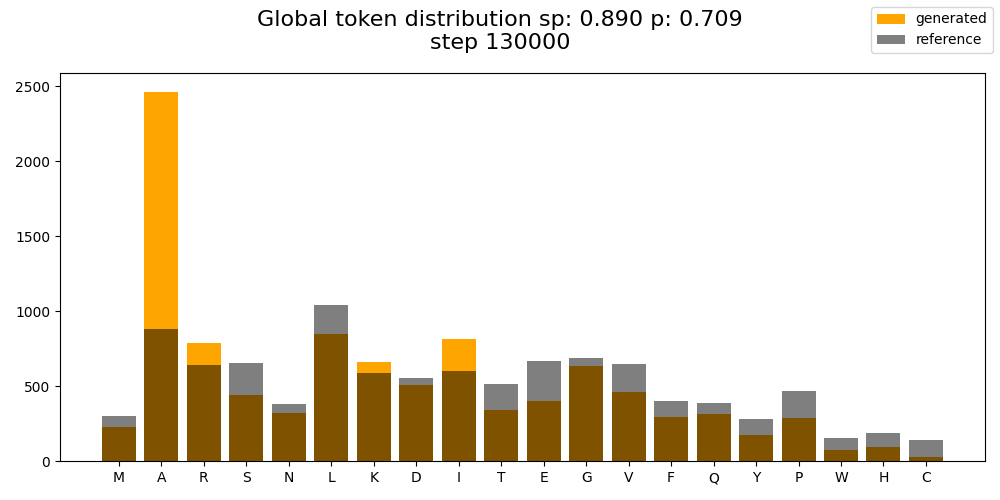 Global token distribution sp: 0.890 p: 0.709
step 130000
generated
reference
2500
2000
1500
1000
500
0
M A R S N L K D I T E G V F Q Y P W H C